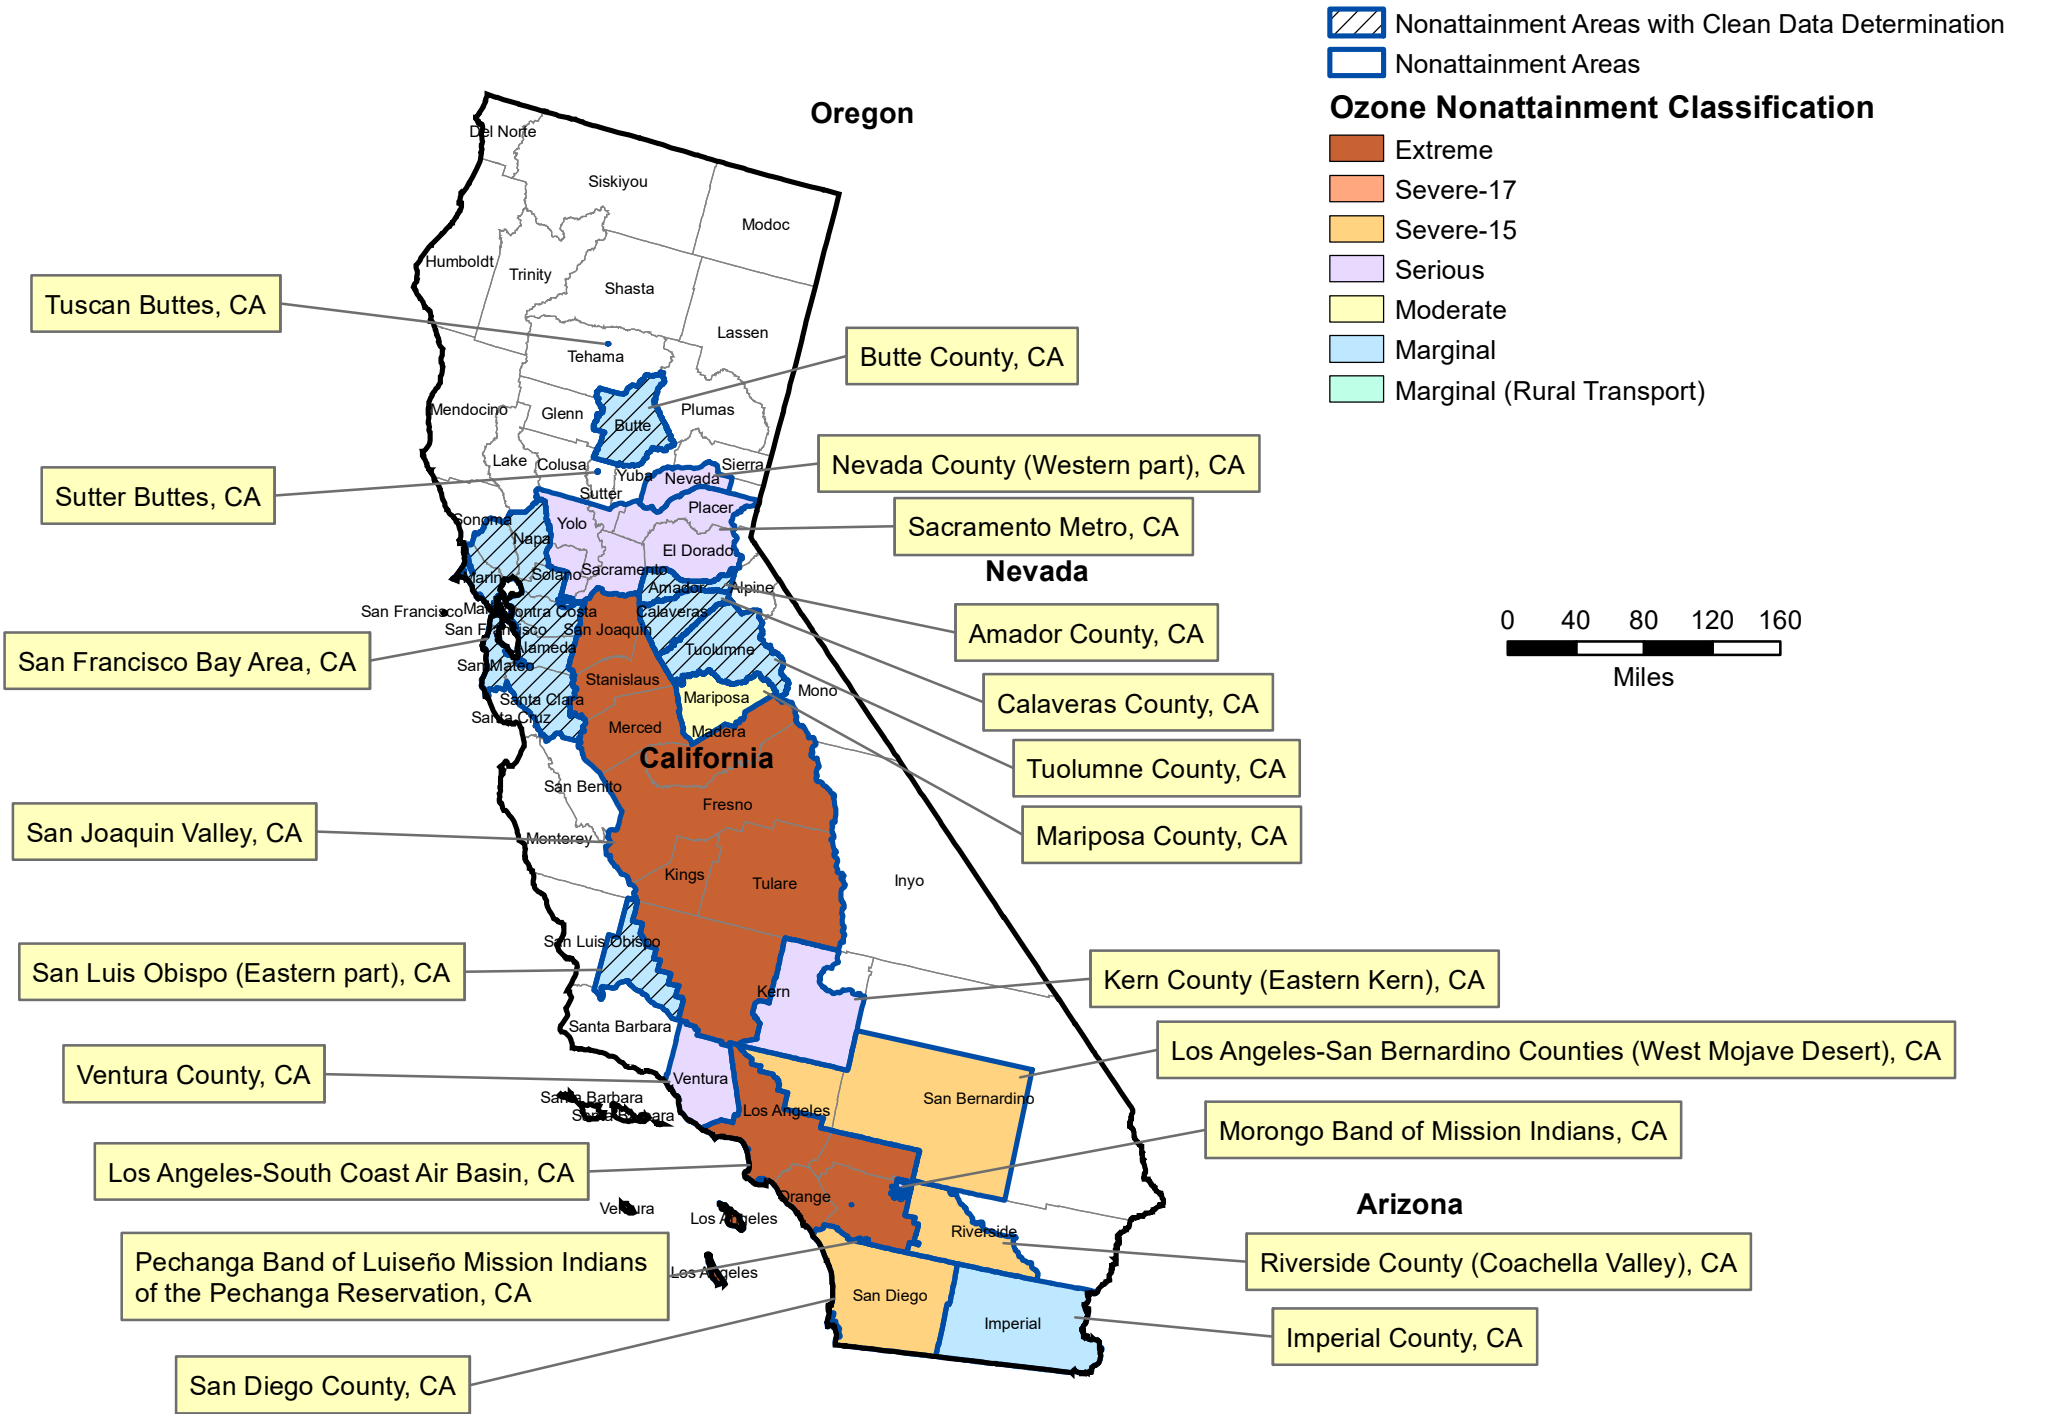 Nonattainment Areas with Clean Data Determination
Nonattainment Areas
Ozone Nonattainment Classification
Extreme
Severe-17
Severe-15
Serious
Moderate
Marginal
Marginal (Rural Transport)
0 40 80 120 160
Miles
Oregon
Nevada
Arizona
California
Del Norte
Siskiyou
Modoc
Humboldt
Trinity
Shasta
Lassen
Tehama
Mendocino
Glenn
Butte
Plumas
Lake
Colusa
Yuba
Sierra
Nevada
Sutter
Placer
Sonoma
Napa
Yolo
El Dorado
Marin
Solano
Sacramento
Amador
Alpine
San Francisco
Contra Costa
Calaveras
San Francisco
San Joaquin
Alameda
Tuolumne
San Mateo
Stanislaus
Mono
Santa Clara
Mariposa
Santa Cruz
Merced
Madera
San Benito
Fresno
Monterey
Kings
Tulare
Inyo
San Luis Obispo
Kern
Santa Barbara
Ventura
Santa Barbara
Santa Barbara
Los Angeles
San Bernardino
Orange
Ventura
Los Angeles
Riverside
Los Angeles
San Diego
Imperial
Tuscan Buttes, CA
Butte County, CA
Nevada County (Western part), CA
Sutter Buttes, CA
Sacramento Metro, CA
Amador County, CA
San Francisco Bay Area, CA
Calaveras County, CA
Tuolumne County, CA
San Joaquin Valley, CA
Mariposa County, CA
San Luis Obispo (Eastern part), CA
Kern County (Eastern Kern), CA
Los Angeles-San Bernardino Counties (West Mojave Desert), CA
Ventura County, CA
Morongo Band of Mission Indians, CA
Los Angeles-South Coast Air Basin, CA
Pechanga Band of Luiseño Mission Indians
of the Pechanga Reservation, CA
Riverside County (Coachella Valley), CA
Imperial County, CA
San Diego County, CA